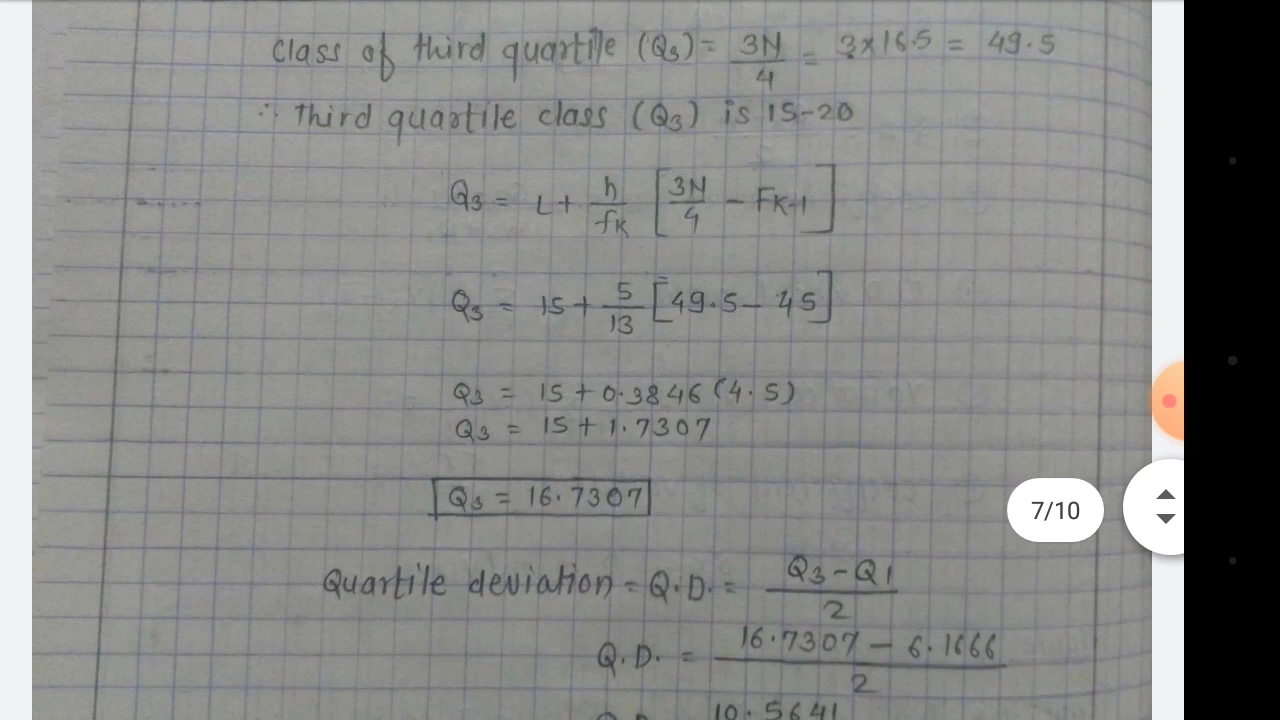 Class of third quartile (Q3) = 3N/4 = 3×16.5 = 49.5
∴ Third quartile class (Q3) is 15-20
Q3 = L + h/fK [3N/4 - FK-1]
Q3 = 15 + 5/13 [49.5 - 45]
Q3 = 15 + 0.3846 (4.5)
Q3 = 15 + 1.7307
Q3 = 16.7307
7/10
Quartile deviation = Q.D. = Q3 - Q1/2
Q.D. = 16.7307 - 6.1666/2
10.5641